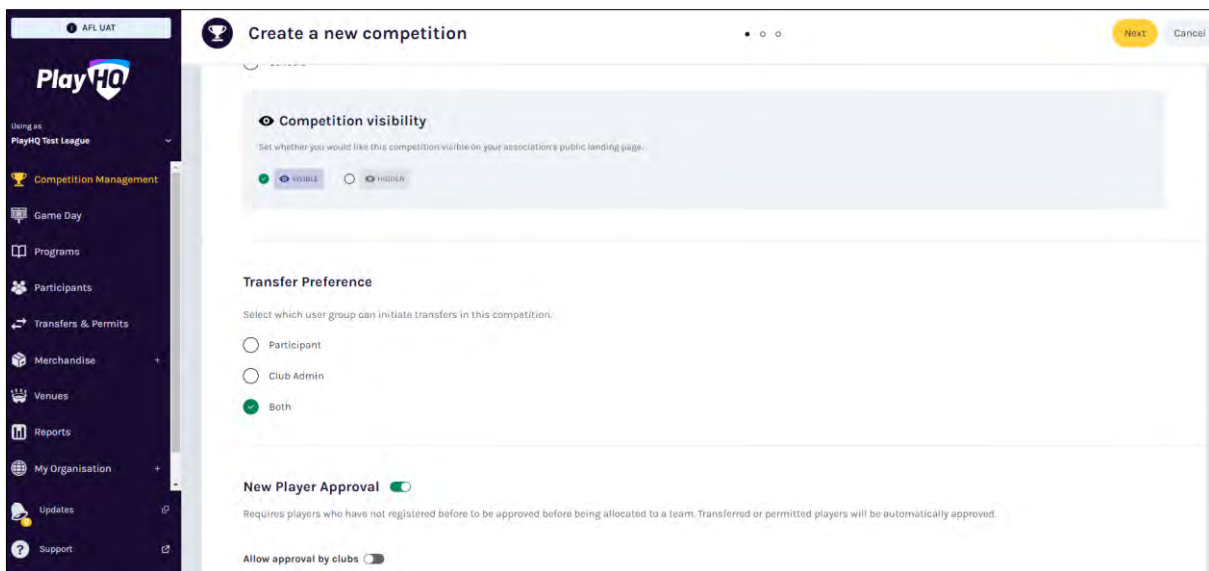 AFL UAT
PlayHQ
Using as
PlayHQ Test League
Competition Management
Game Day
Programs
Participants
Transfers & Permits
Merchandise +
Venues
Reports
My Organisation +
Updates
Support
Create a new competition
Next
Cancel
Competition visibility
Set whether you would like this competition visible on your association's public landing page.
VISIBLE
HIDDEN
Transfer Preference
Select which user group can initiate transfers in this competition.
Participant
Club Admin
Both
New Player Approval
Requires players who have not registered before to be approved before being allocated to a team. Transferred or permitted players will be automatically approved.
Allow approval by clubs